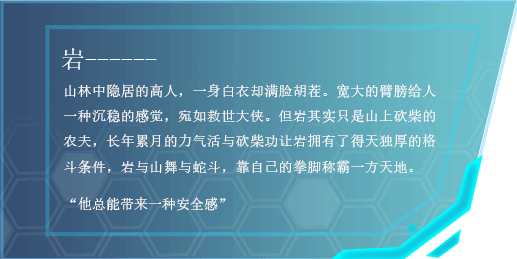 岩------
山林中隐居的高人，一身白衣却满脸胡茬。宽大的臂膀给人
一种沉稳的感觉，宛如救世大侠。但岩其实只是山上砍柴的
农夫，长年累月的力气活与砍柴功让岩拥有了得天独厚的格
斗条件，岩与山舞与蛇斗，靠自己的拳脚称霸一方天地。
“他总能带来一种安全感”